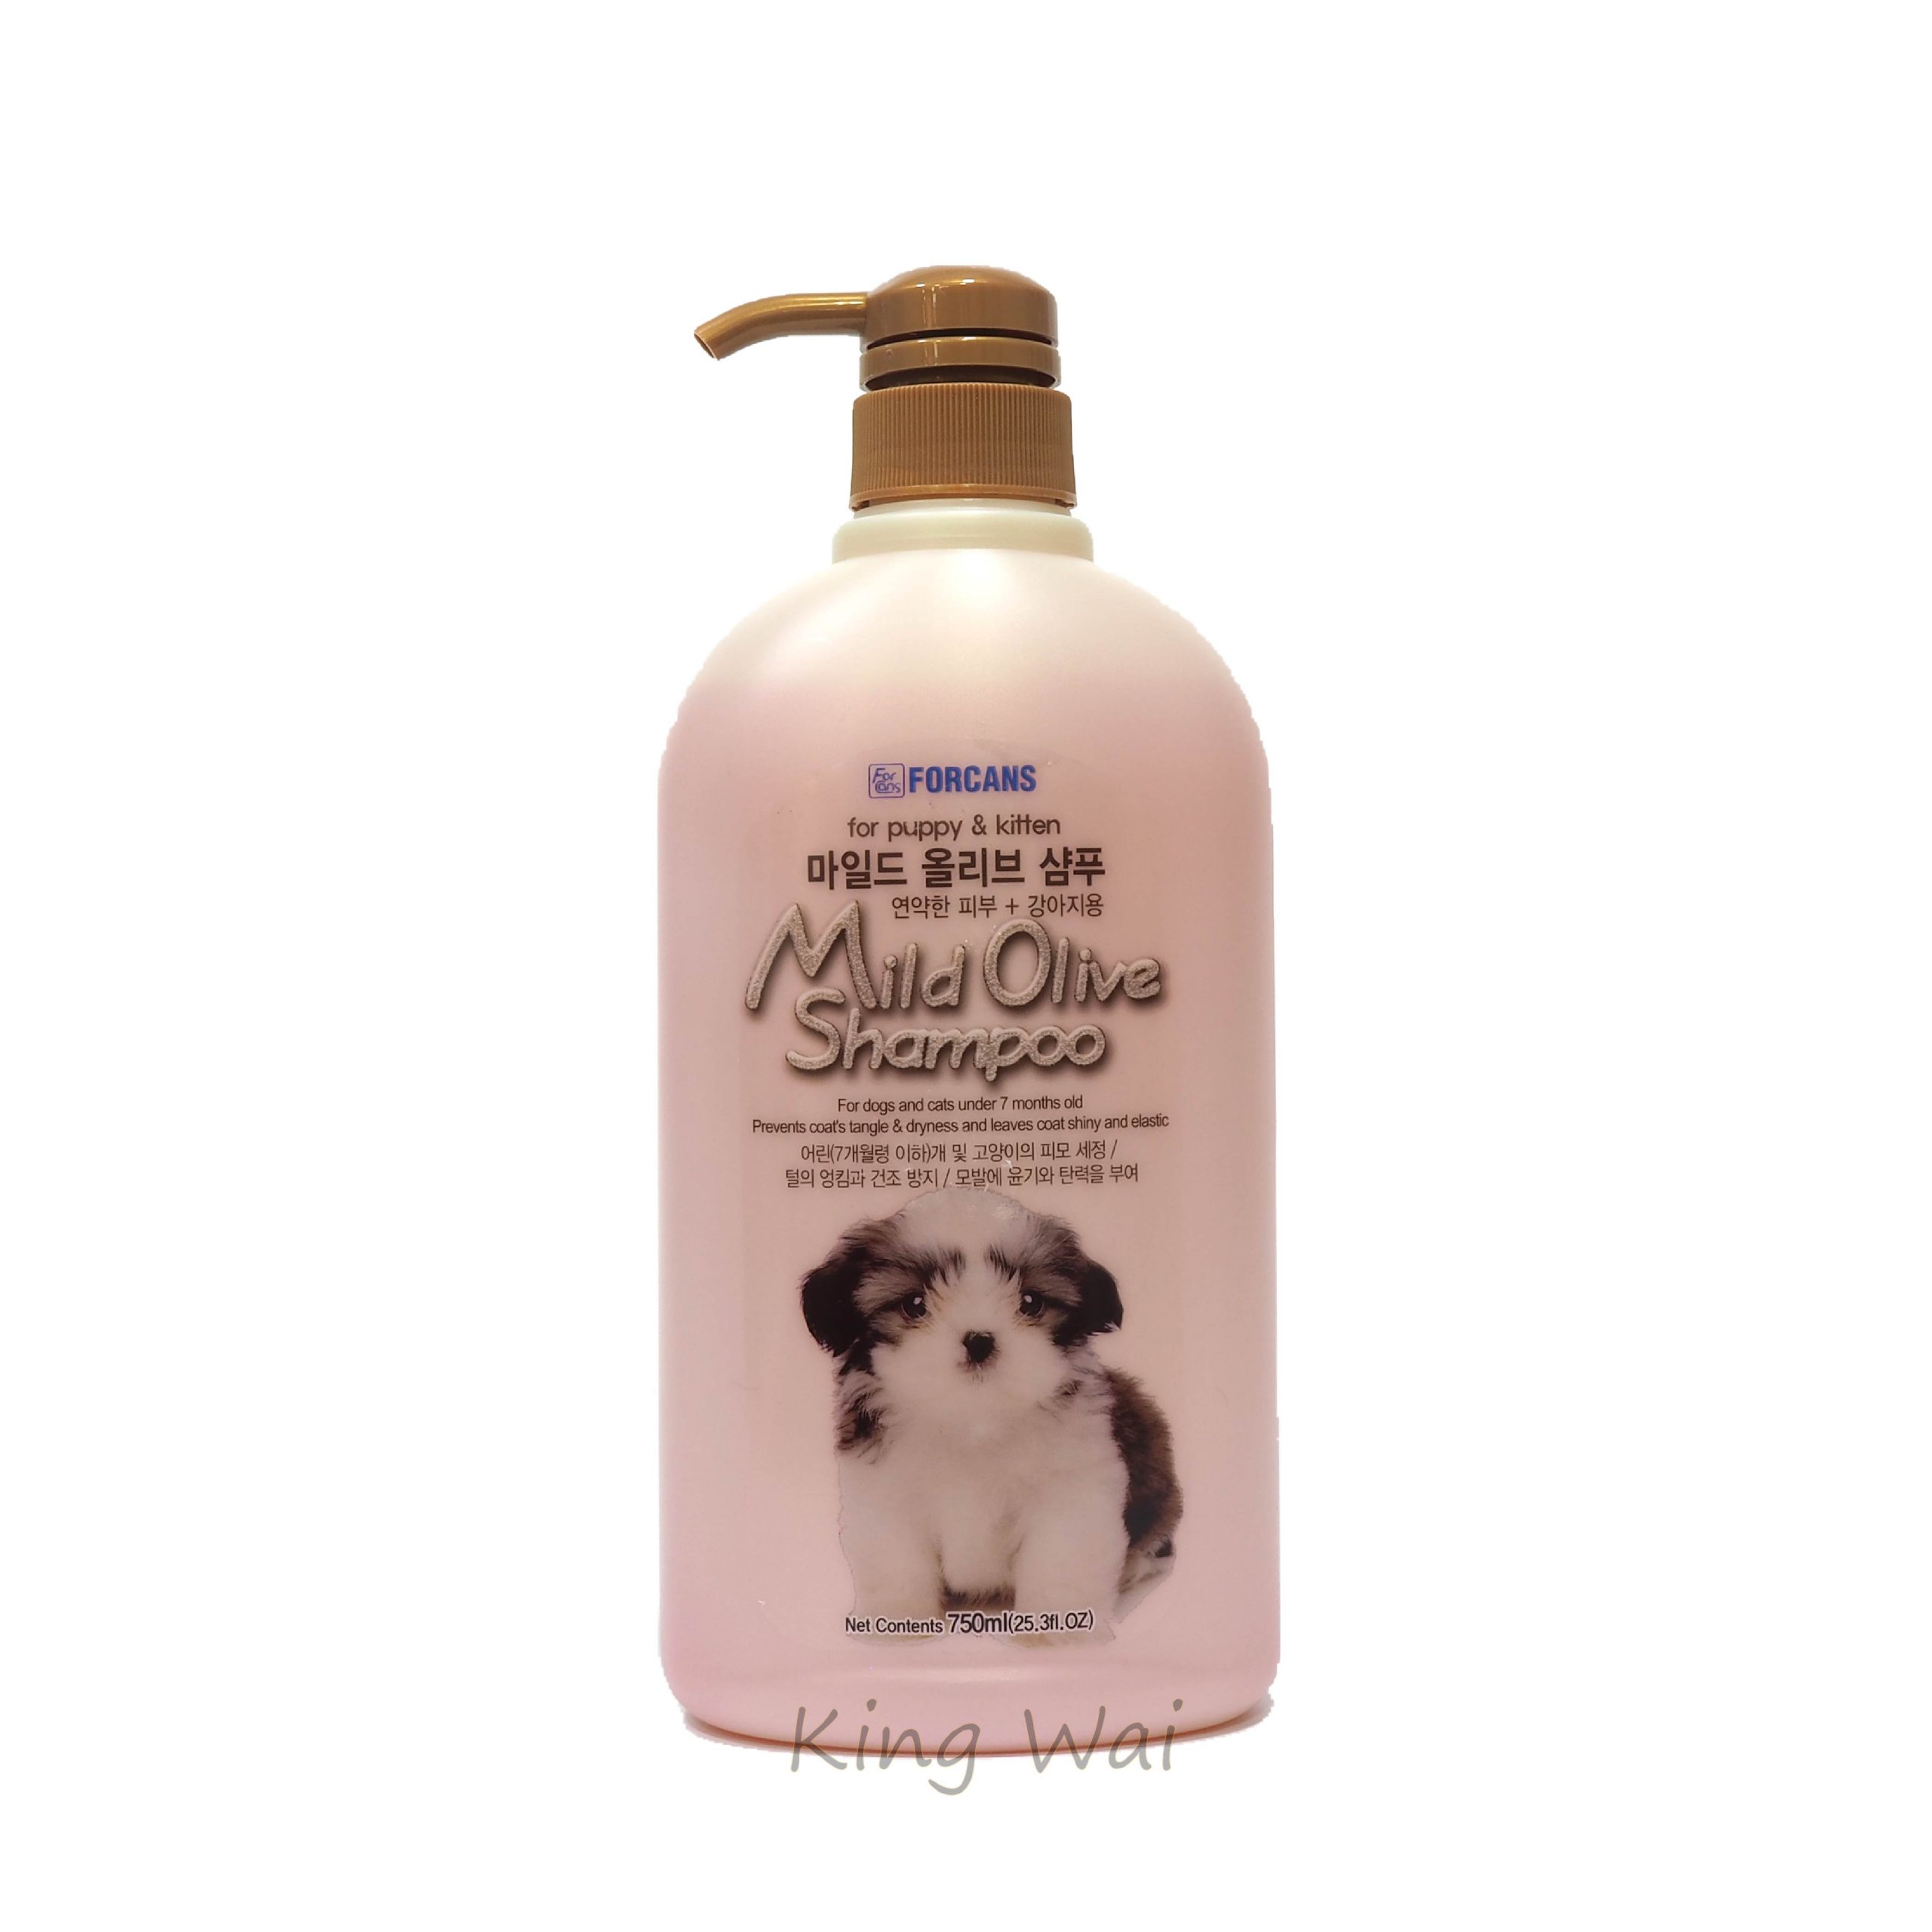 For Cans FORCANS
for puppy & kitten
마일드 올리브 샴푸
연약한 피부 + 강아지용
Mild Olive
Shampoo
For dogs and cats under 7 months old
Prevents coat's tangle & dryness and leaves coat shiny and elastic
어린(7개월령 이하)개 및 고양이의 피모 세정 /
털의 엉킴과 건조 방지 / 모발에 윤기와 탄력을 부여
Net Contents 750ml(25.3fl.OZ)
King Wai